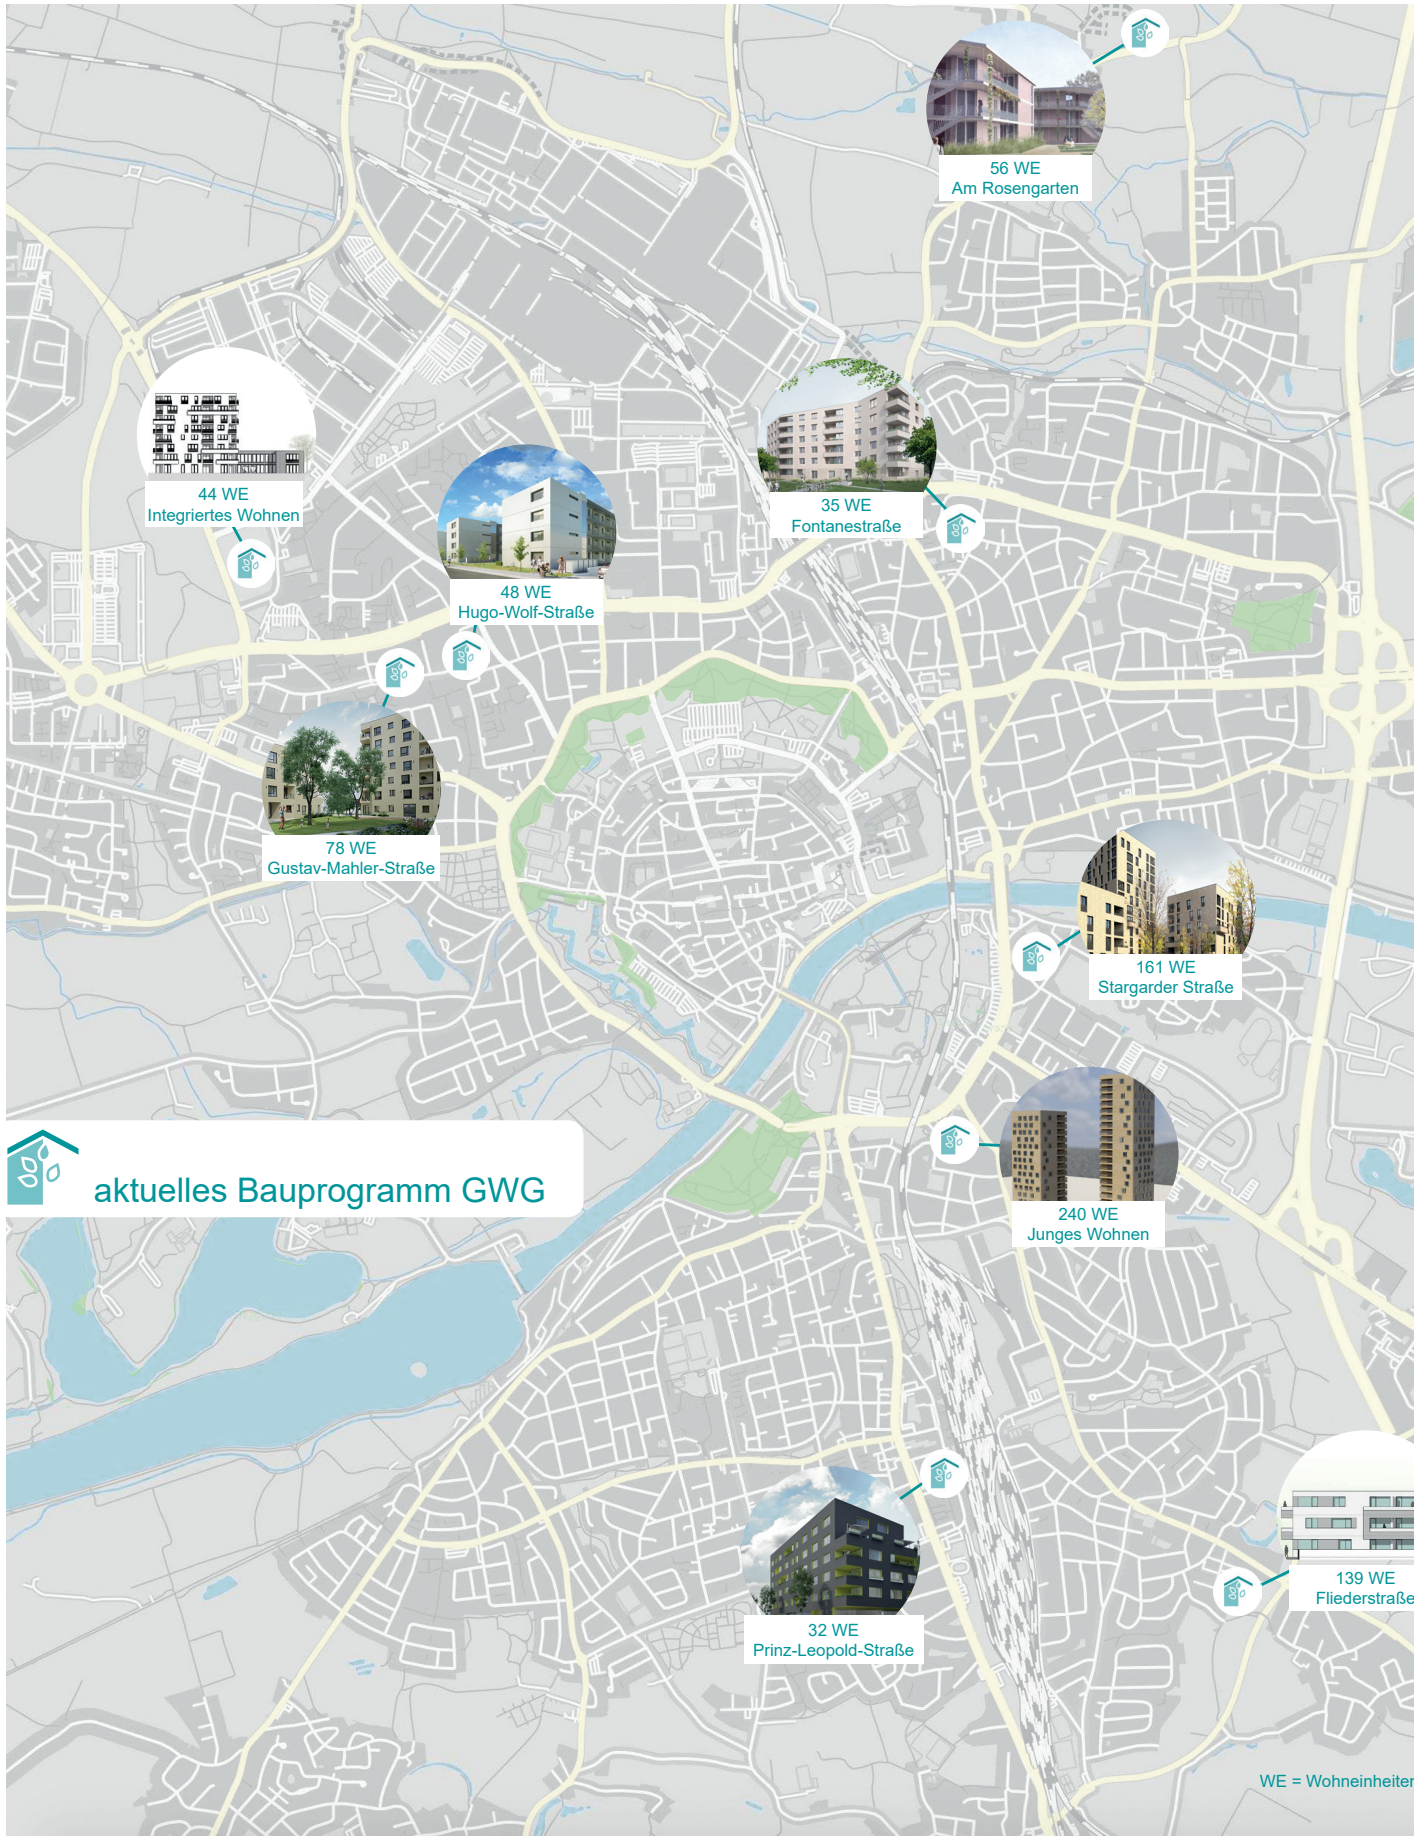 56 WE
Am Rosengarten
44 WE
Integriertes Wohnen
35 WE
Fontanestraße
48 WE
Hugo-Wolf-Straße
78 WE
Gustav-Mahler-Straße
161 WE
Stargarder Straße
aktuelles Bauprogramm GWG
240 WE
Junges Wohnen
139 WE
Fliederstraße
32 WE
Prinz-Leopold-Straße
WE = Wohneinheiten